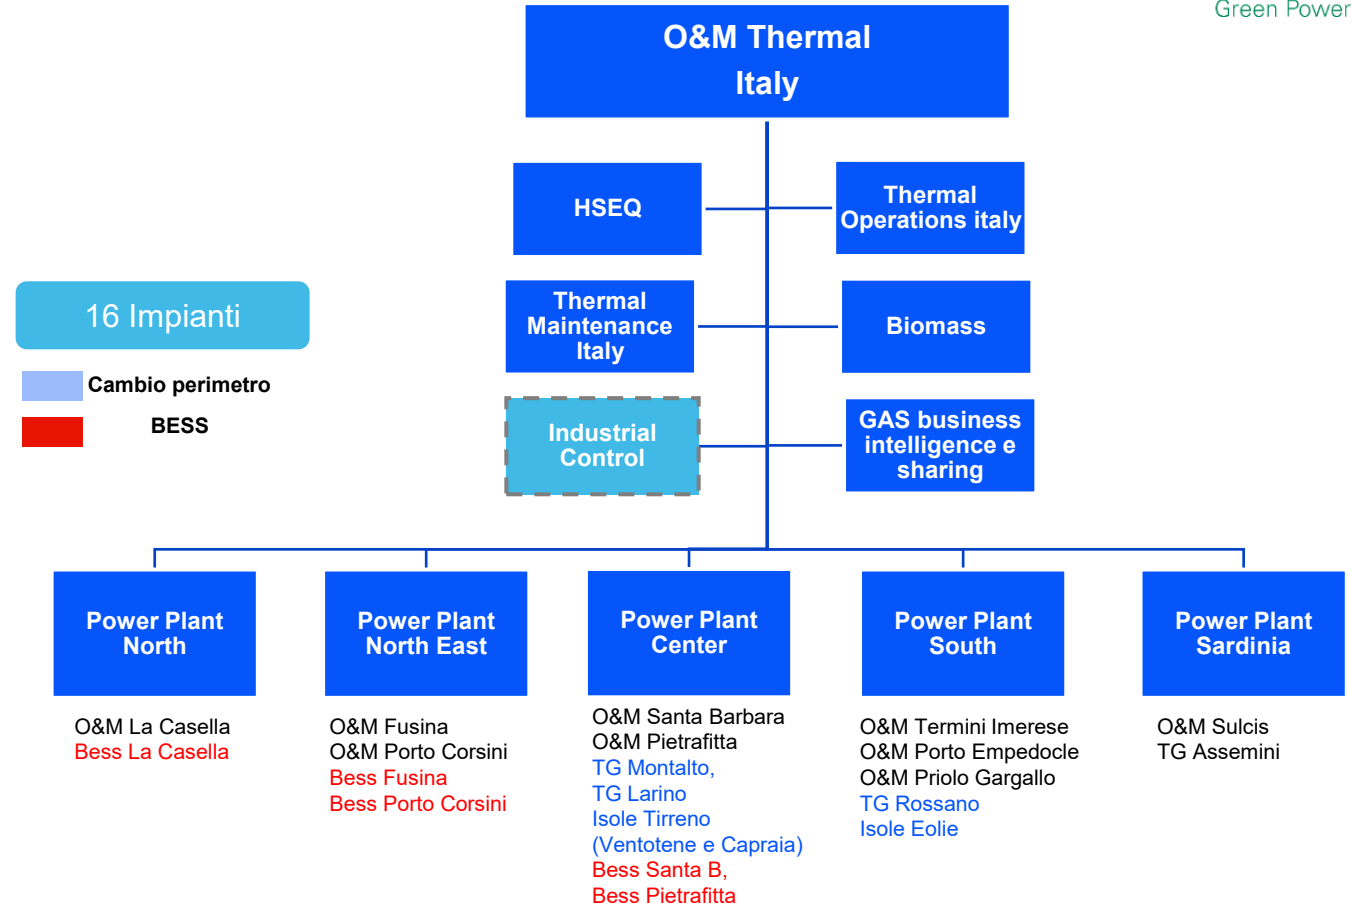 Green Power
O&M Thermal
Italy
HSEQ
Thermal
Operations italy
16 Impianti
Thermal
Maintenance
Italy
Biomass
Cambio perimetro
BESS
Industrial
Control
GAS business
intelligence e
sharing
Power Plant
North
Power Plant
North East
Power Plant
Center
Power Plant
South
Power Plant
Sardinia
O&M La Casella
Bess La Casella
O&M Fusina
O&M Porto Corsini
Bess Fusina
Bess Porto Corsini
O&M Santa Barbara
O&M Pietrafitta
TG Montalto,
TG Larino
Isole Tirreno
(Ventotene e Capraia)
Bess Santa B,
Bess Pietrafitta
O&M Termini Imerese
O&M Porto Empedocle
O&M Priolo Gargallo
TG Rossano
Isole Eolie
O&M Sulcis
TG Assemini